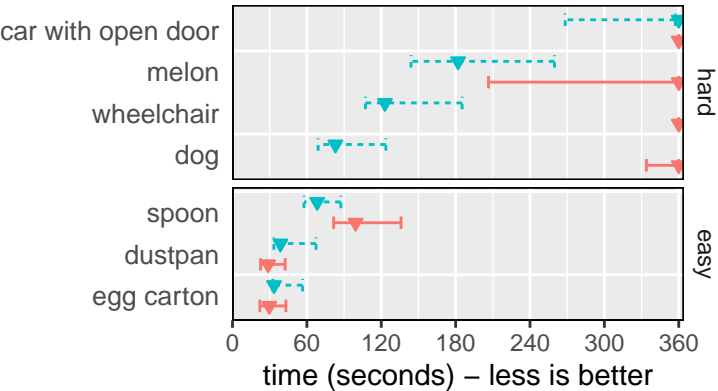 car with open door
melon
wheelchair
dog
hard
spoon
dustpan
egg carton
easy
0 60 120 180 240 300 360
time (seconds) − less is better